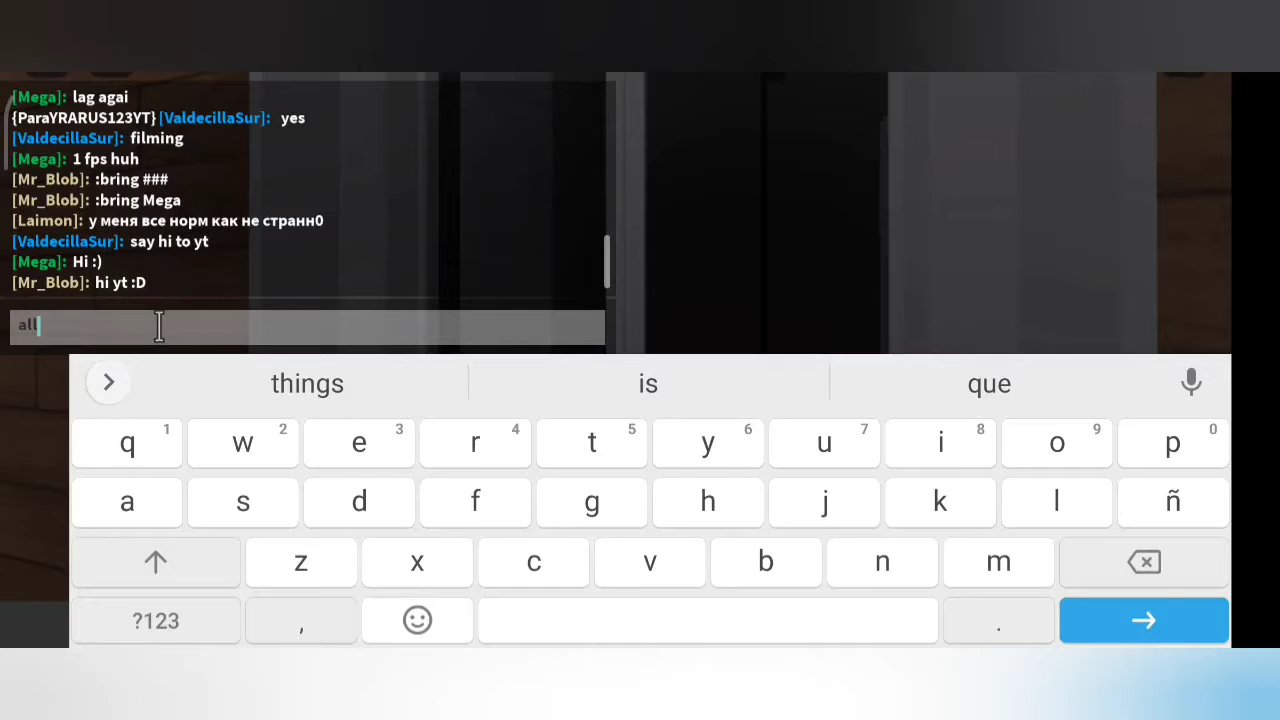 [Mega]: lag agai
{ParaYRARUS123YT} [ValdecillaSur]: yes
[ValdecillaSur]: filming
[Mega]: 1 fps huh
[Mr_Blob]: :bring ###
[Mr_Blob]: :bring Mega
[Laimon]: у меня все норм как не странн0
[ValdecillaSur]: say hi to yt
[Mega]: Hi :)
[Mr_Blob]: hi yt :D
all
things is que
q 1 w 2 e 3 r 4 t 5 y 6 u 7 i 8 o 9 p 0
a s d f g h j k l ñ
z x c v b n m
?123 , .